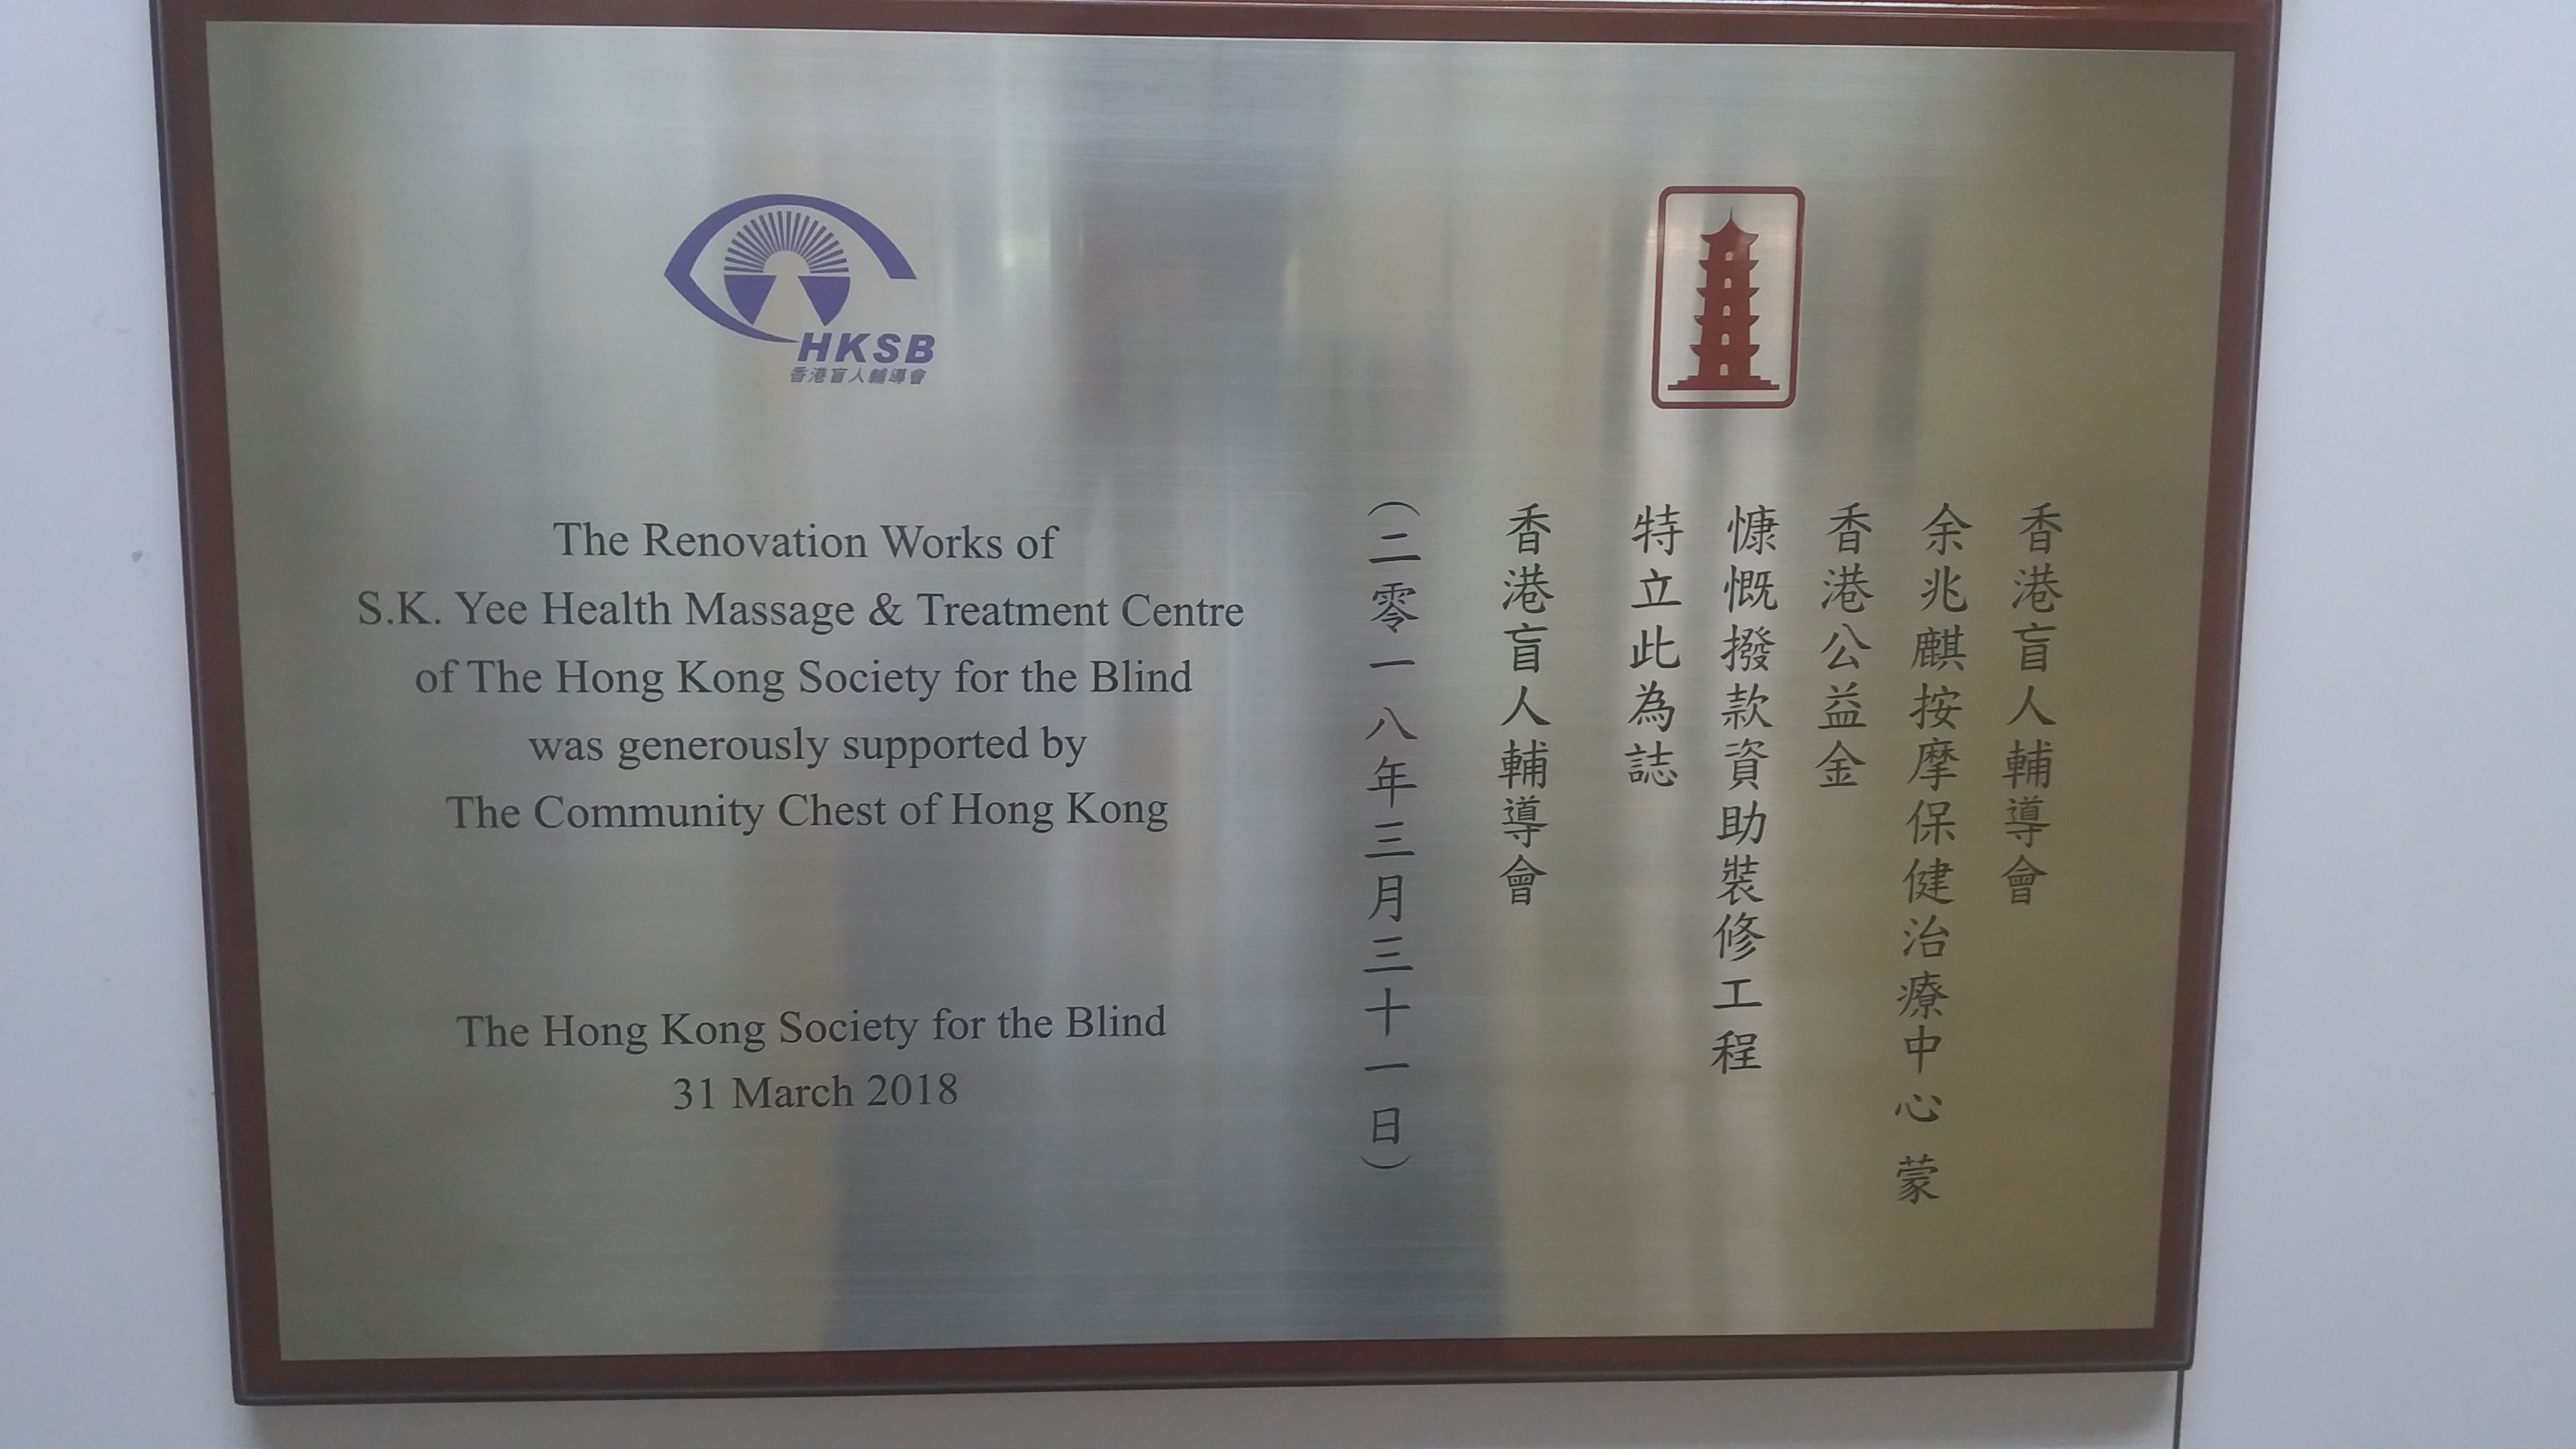 HKSB
香港盲人輔導會
The Renovation Works of
S.K. Yee Health Massage & Treatment Centre
of The Hong Kong Society for the Blind
was generously supported by
The Community Chest of Hong Kong
The Hong Kong Society for the Blind
31 March 2018
香港盲人輔導會
余兆麒按摩保健治療中心 蒙
香港公益金
慷慨撥款資助裝修工程
特立此為誌
香港盲人輔導會
（二零一八年三月三十一日）